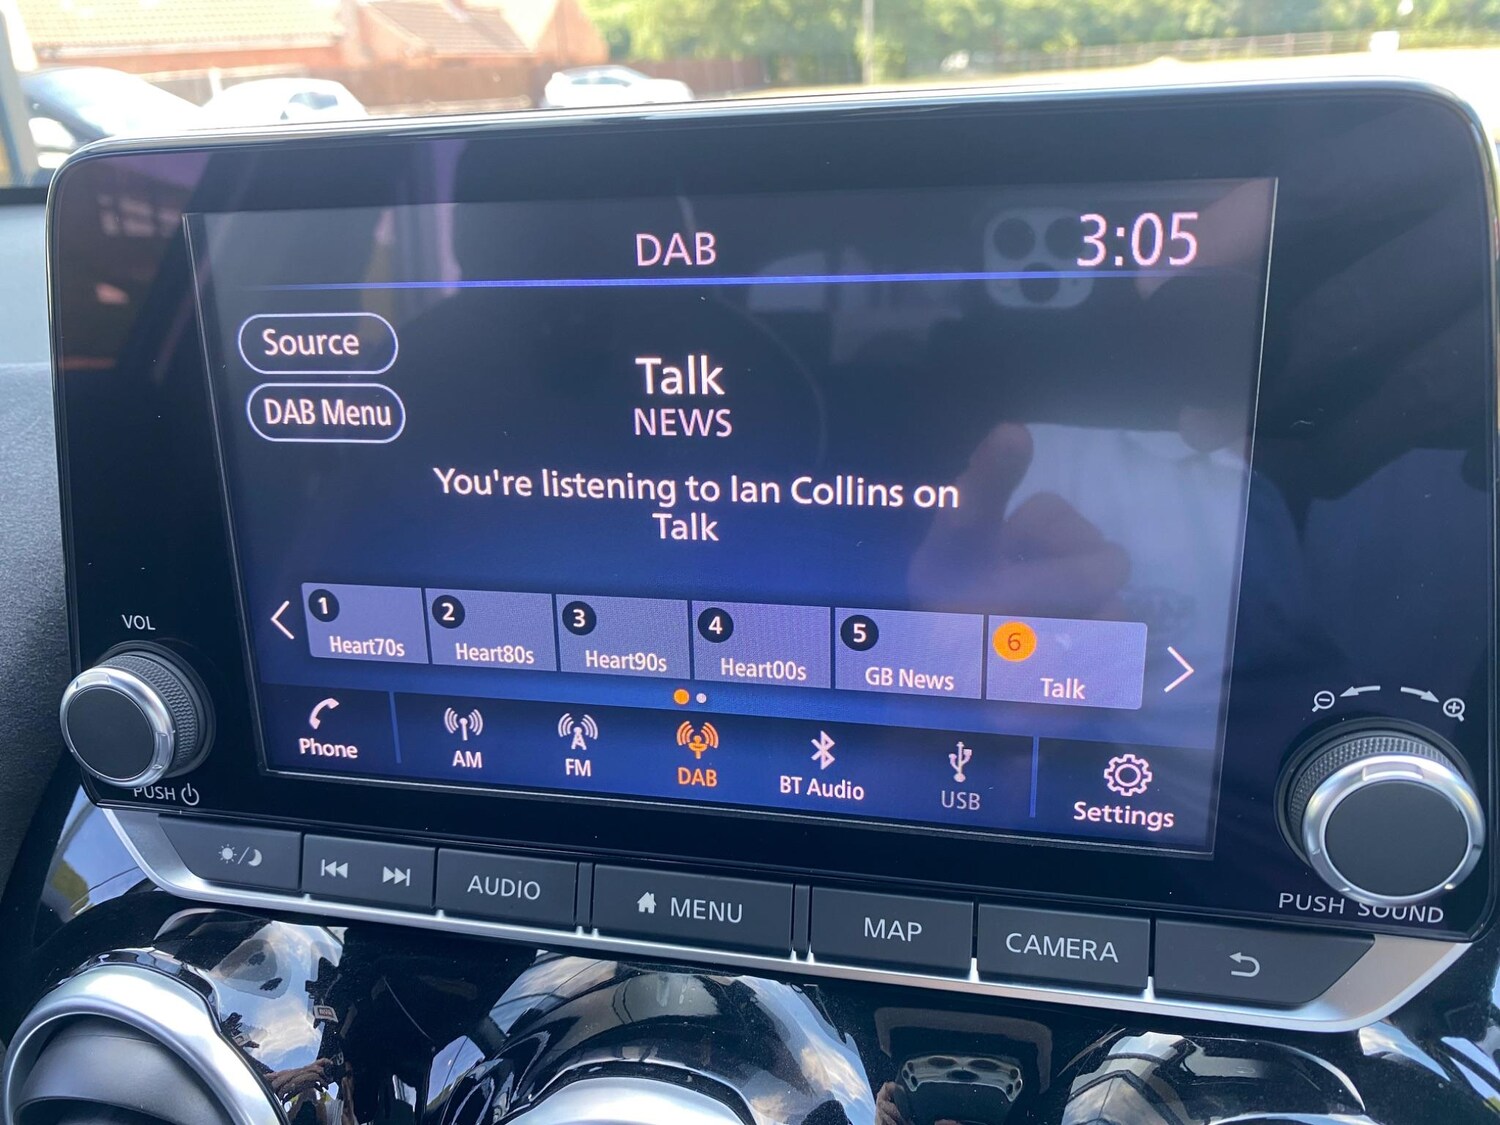 DAB
3:05
Source
DAB Menu
Talk
NEWS
You're listening to Ian Collins on
Talk
1
Heart70s
2
Heart80s
3
Heart90s
4
Heart00s
5
GB News
6
Talk
Phone
AM
FM
DAB
BT Audio
USB
Settings
VOL
PUSH
PUSH SOUND
AUDIO
MENU
MAP
CAMERA